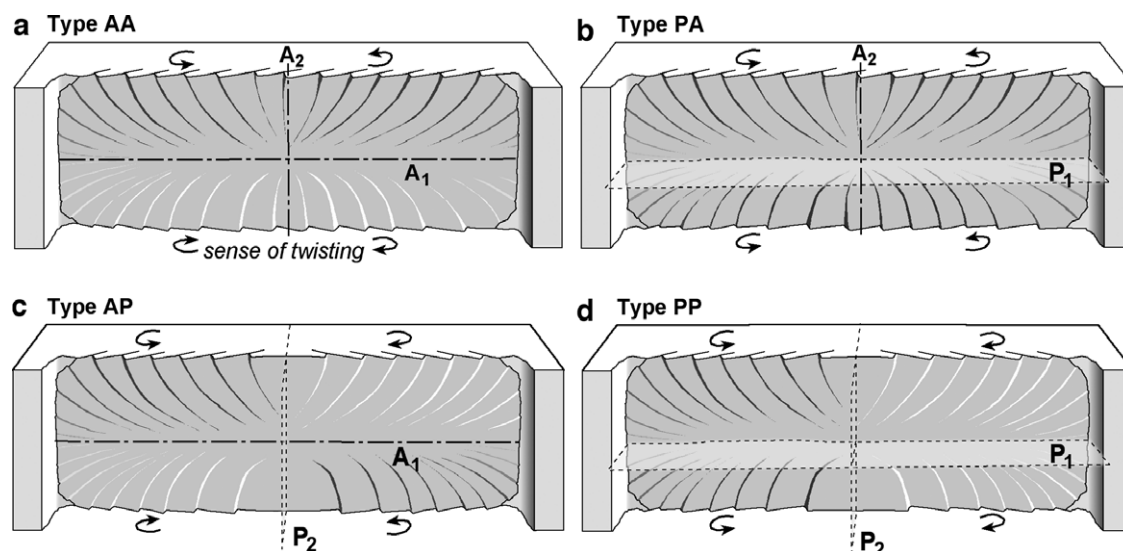 a Type AA
A2
A1
sense of twisting
b Type PA
A2
P1
c Type AP
A1
P2
d Type PP
P1
P2